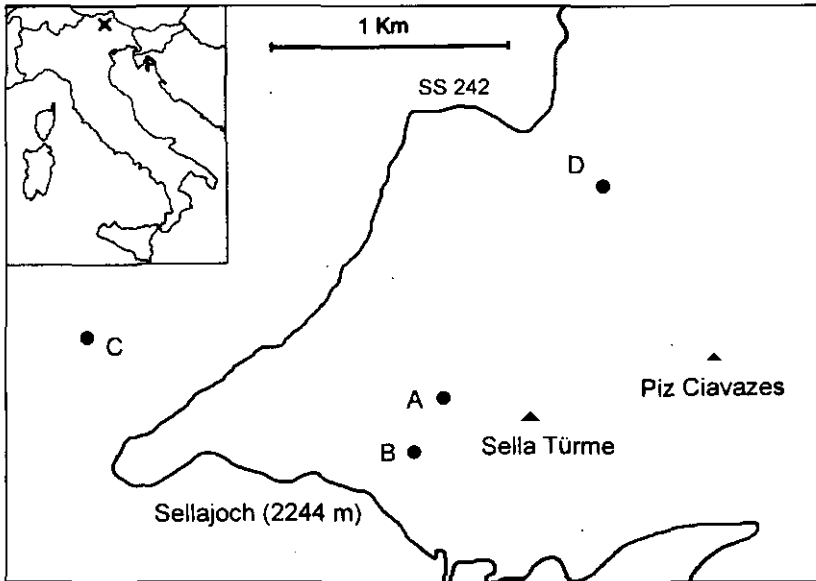 1 Km
SS 242
D
C
Piz Ciavazes
A
Sella Türme
B
Sellajoch (2244 m)